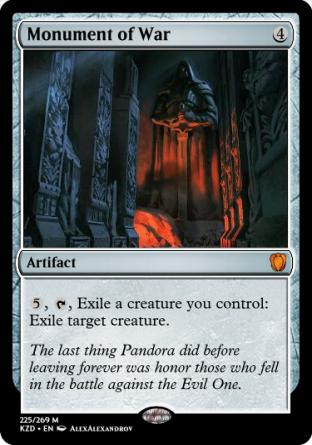 Monument of War 4
Artifact
5, T, Exile a creature you control:
Exile target creature.
The last thing Pandora did before
leaving forever was honor those who fell
in the battle against the Evil One.
225/269 M
KZD • EN AlexAlexandrov